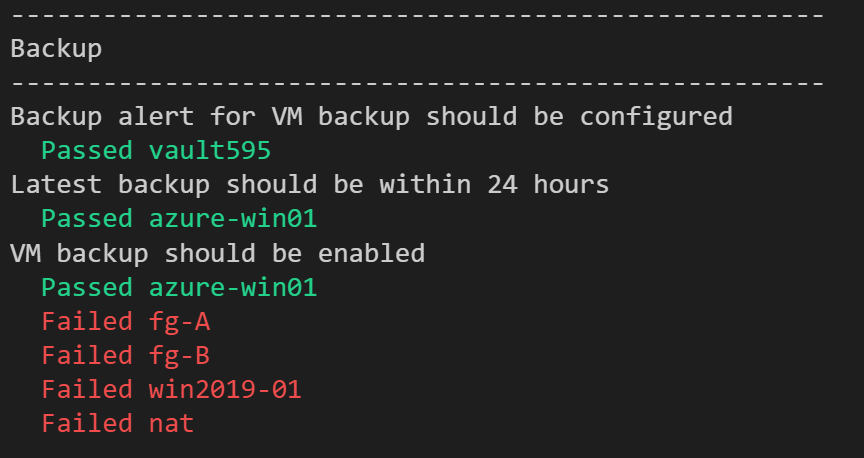 -----------------------------------------------------
Backup
-----------------------------------------------------
Backup alert for VM backup should be configured
Passed vault595
Latest backup should be within 24 hours
Passed azure-win01
VM backup should be enabled
Passed azure-win01
Failed fg-A
Failed fg-B
Failed win2019-01
Failed nat